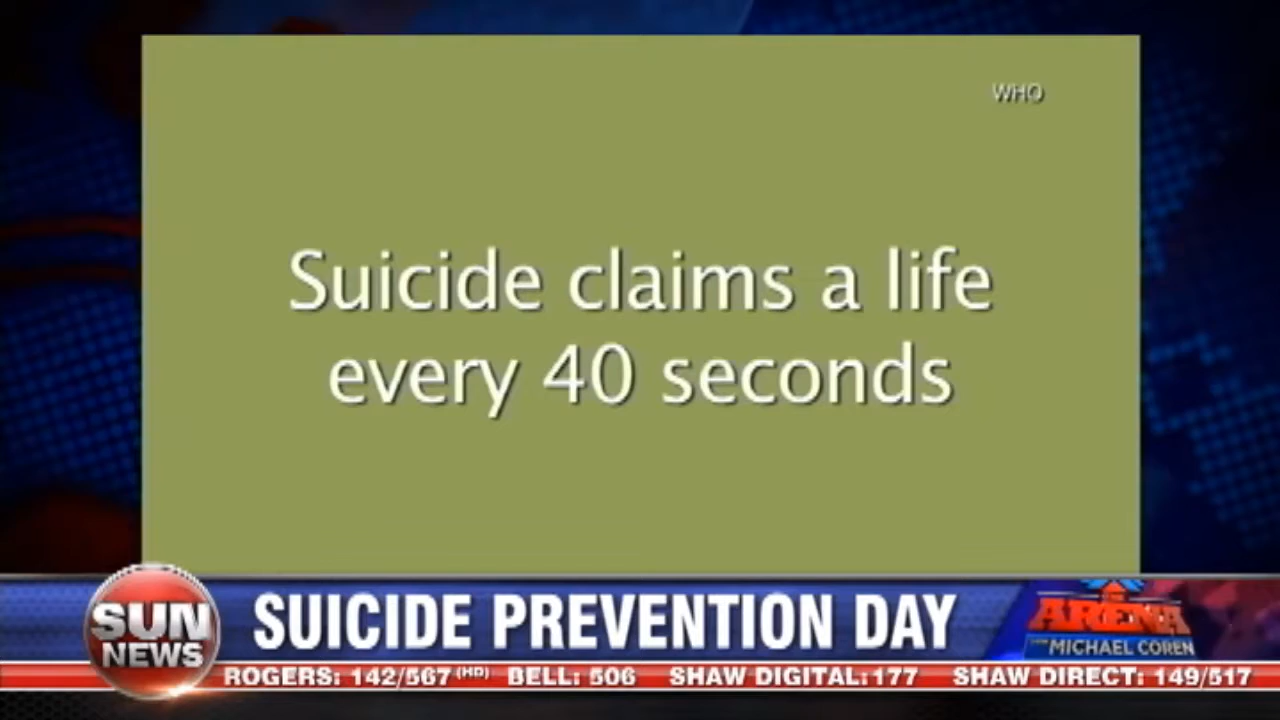 WHO
Suicide claims a life
every 40 seconds
SUN
NEWS
SUICIDE PREVENTION DAY
ARENA
WITH MICHAEL COREN
ROGERS: 142/567 (HD) BELL: 506 SHAW DIGITAL: 177 SHAW DIRECT: 149/517